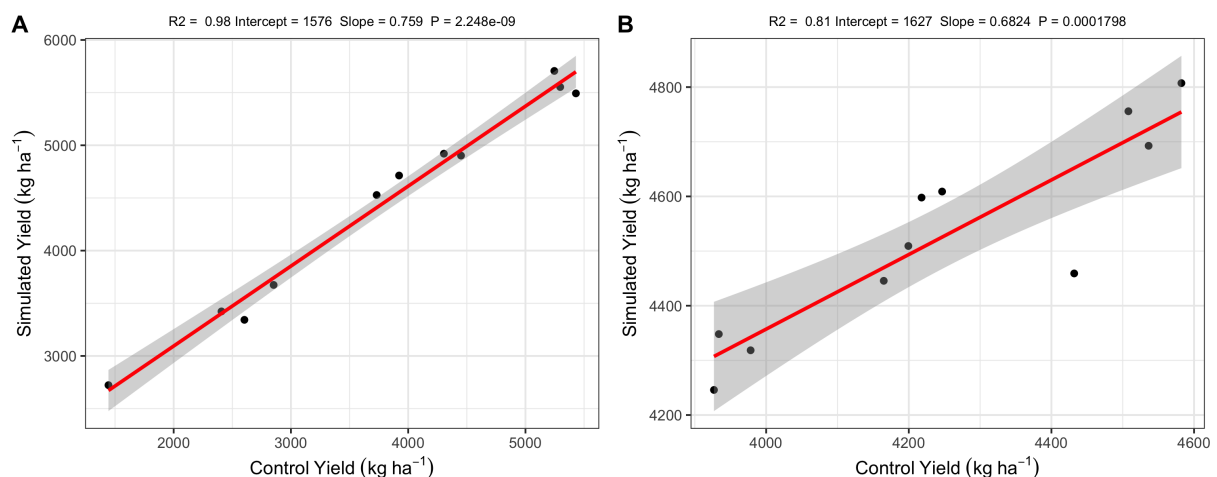 A
R2 = 0.98 Intercept = 1576 Slope = 0.759 P = 2.248e-09
6000
5000
4000
3000
Simulated Yield (kg ha⁻¹)
2000 3000 4000 5000
Control Yield (kg ha⁻¹)
B
R2 = 0.81 Intercept = 1627 Slope = 0.6824 P = 0.0001798
4800
4600
4400
4200
Simulated Yield (kg ha⁻¹)
4000 4200 4400 4600
Control Yield (kg ha⁻¹)